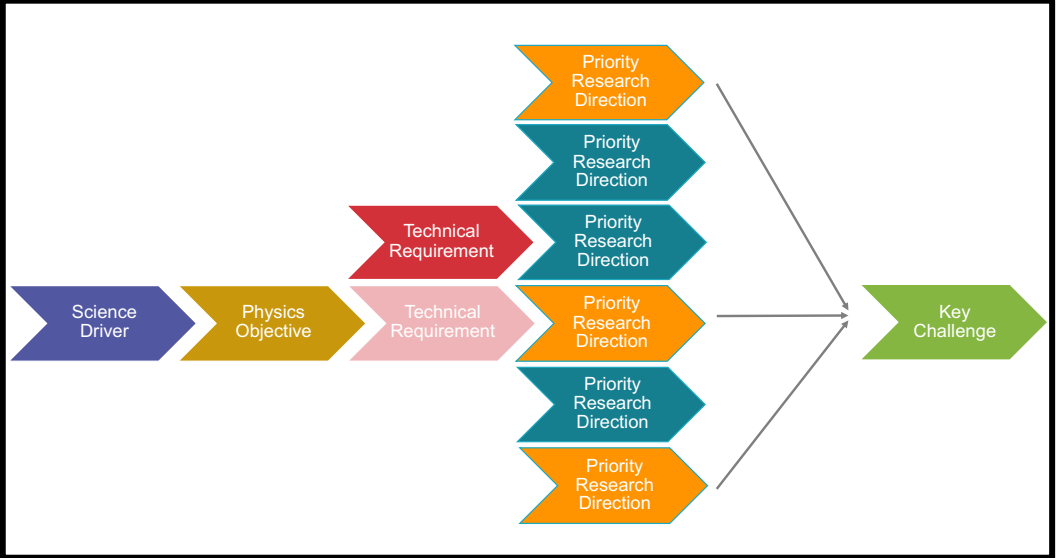 Priority
Research
Direction
Priority
Research
Direction
Technical
Requirement
Priority
Research
Direction
Science
Driver
Physics
Objective
Technical
Requirement
Priority
Research
Direction
Key
Challenge
Priority
Research
Direction
Priority
Research
Direction